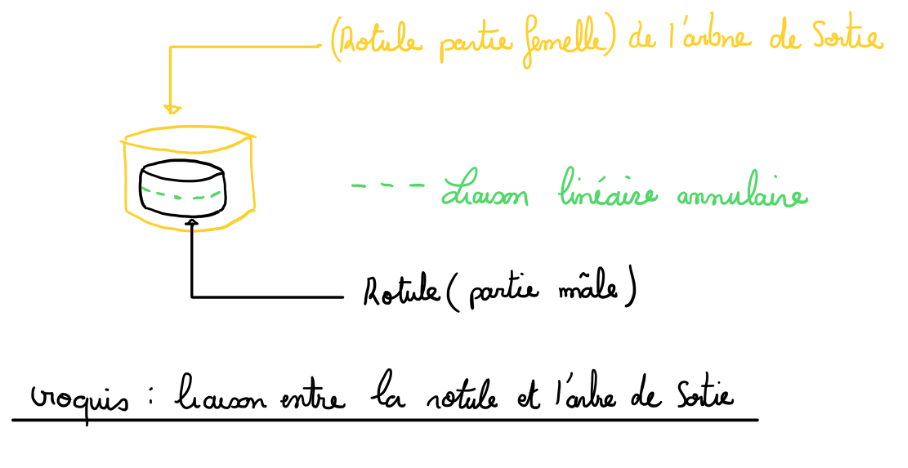 (Rotule partie femelle) de l'arbre de Sortie
--- Liaison linéaire annulaire
Rotule (partie mâle)
croquis : liaison entre la rotule et l'arbre de Sortie